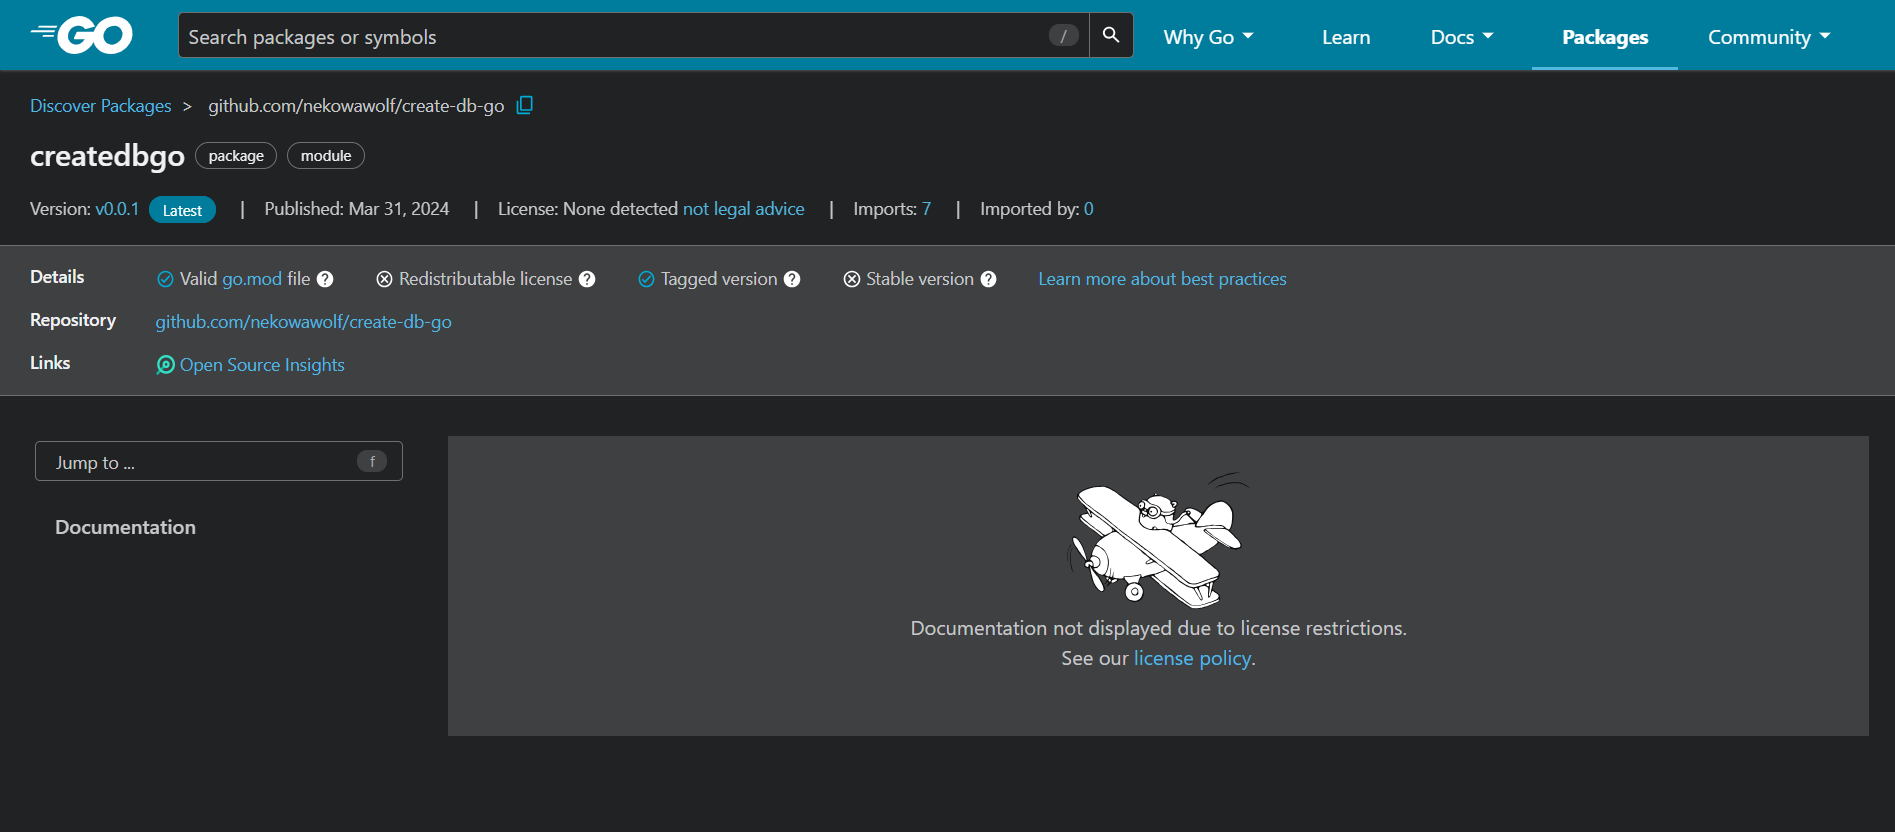 GO
Search packages or symbols /
Why Go
Learn
Docs
Packages
Community
Discover Packages > github.com/nekowawolf/create-db-go
createdbgo package module
Version: v0.0.1 Latest | Published: Mar 31, 2024 | License: None detected not legal advice | Imports: 7 | Imported by: 0
Details Valid go.mod file ? Redistributable license ? Tagged version ? Stable version ? Learn more about best practices
Repository github.com/nekowawolf/create-db-go
Links Open Source Insights
Jump to ... f
Documentation
Documentation not displayed due to license restrictions.
See our license policy.